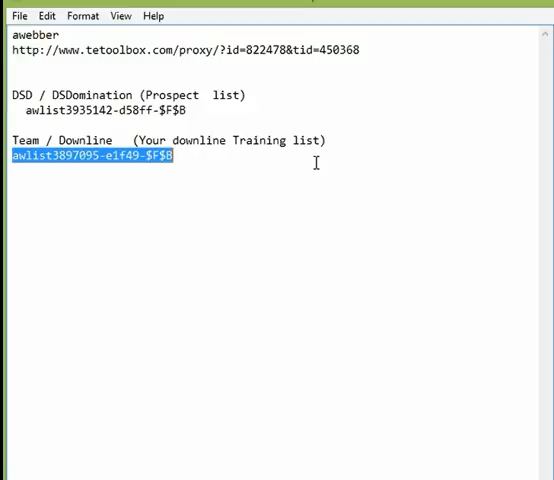 File Edit Format View Help
awebber
http://www.tetoolbox.com/proxy/?id=822478&tid=450368
DSD / DSDomination (Prospect list)
awlist3935142-d58ff-$F$B
Team / Downline (Your downline Training list)
awlist3897095-e1f49-$F$B